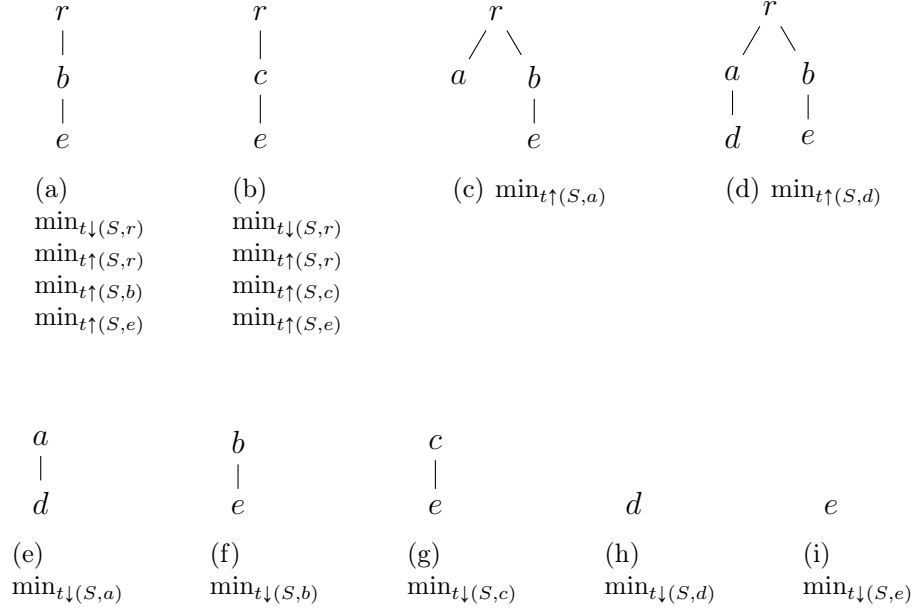 r r r r
b c a b a b
e e e d e
(a) (b) (c) min_{t↑(S,a)} (d) min_{t↑(S,d)}
min_{t↓(S,r)} min_{t↓(S,r)}
min_{t↑(S,r)} min_{t↑(S,r)}
min_{t↑(S,b)} min_{t↑(S,c)}
min_{t↑(S,e)} min_{t↑(S,e)}
a b c
d e e d e
(e) (f) (g) (h) (i)
min_{t↓(S,a)} min_{t↓(S,b)} min_{t↓(S,c)} min_{t↓(S,d)} min_{t↓(S,e)}